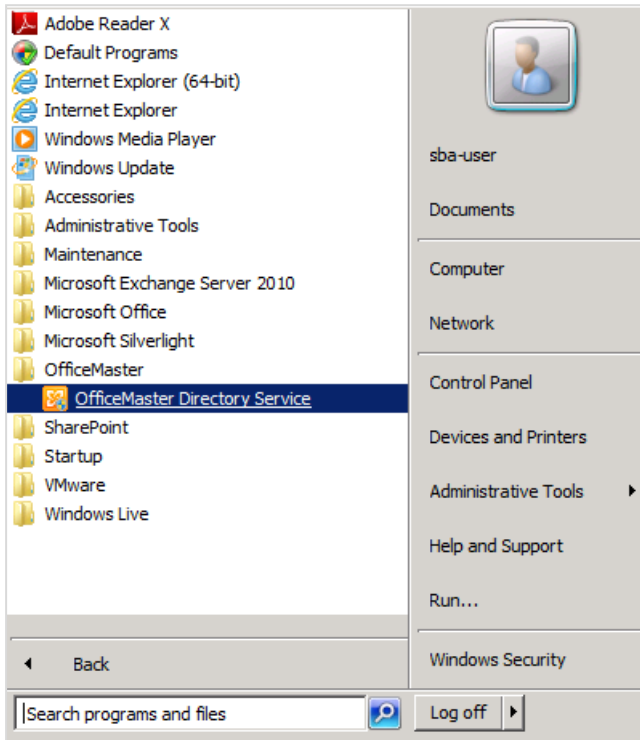 Adobe Reader X
Default Programs
Internet Explorer (64-bit)
Internet Explorer
Windows Media Player
Windows Update
Accessories
Administrative Tools
Maintenance
Microsoft Exchange Server 2010
Microsoft Office
Microsoft Silverlight
OfficeMaster
OfficeMaster Directory Service
SharePoint
Startup
VMware
Windows Live
Back
Search programs and files
sba-user
Documents
Computer
Network
Control Panel
Devices and Printers
Administrative Tools
Help and Support
Run...
Windows Security
Log off